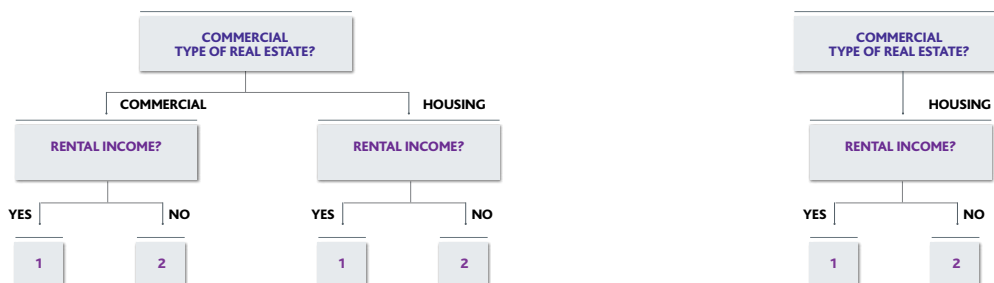 COMMERCIAL
TYPE OF REAL ESTATE?
COMMERCIAL
HOUSING
RENTAL INCOME?
RENTAL INCOME?
YES
NO
YES
NO
1
2
1
2
COMMERCIAL
TYPE OF REAL ESTATE?
HOUSING
RENTAL INCOME?
YES
NO
1
2